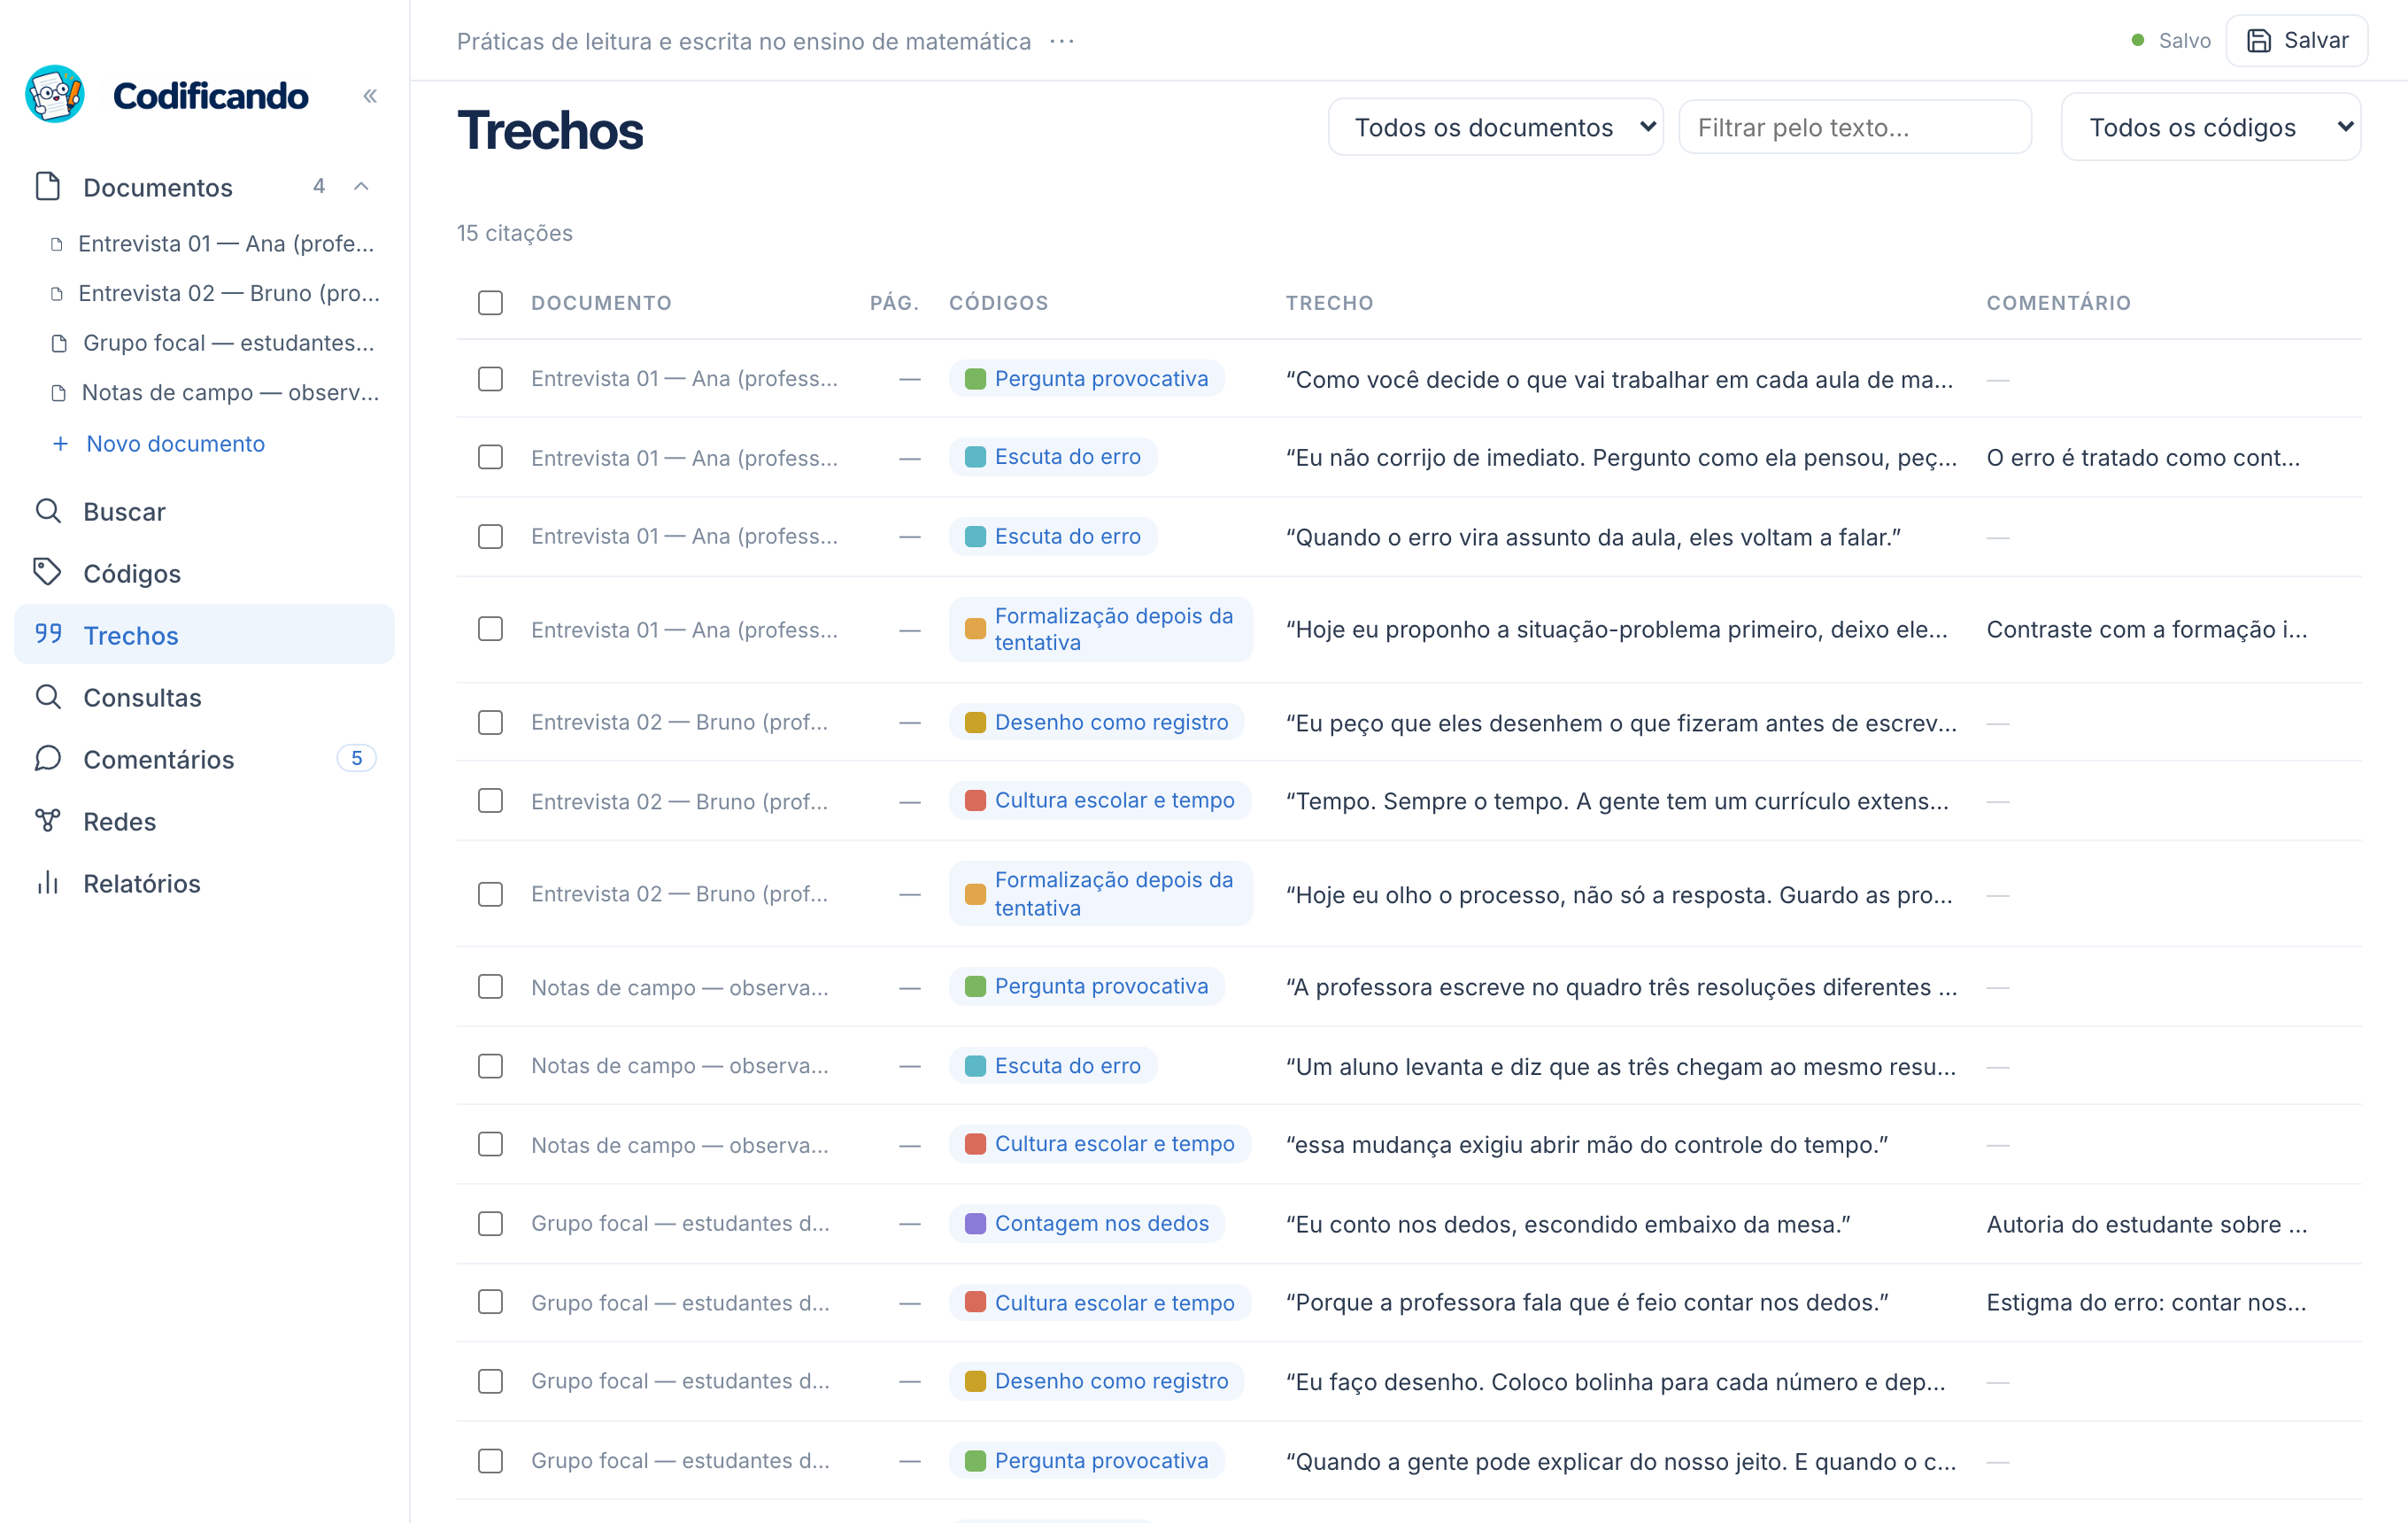 Práticas de leitura e escrita no ensino de matemática ···
Salvo
Salvar
Codificando
«
Documentos 4
Entrevista 01 — Ana (profe...
Entrevista 02 — Bruno (pro...
Grupo focal — estudantes...
Notas de campo — observ...
+ Novo documento
Buscar
Códigos
Trechos
Consultas
Comentários 5
Redes
Relatórios
Trechos
Todos os documentos
Filtrar pelo texto...
Todos os códigos
15 citações
DOCUMENTO PÁG. CÓDIGOS TRECHO COMENTÁRIO
Entrevista 01 — Ana (profess... — Pergunta provocativa “Como você decide o que vai trabalhar em cada aula de ma... —
Entrevista 01 — Ana (profess... — Escuta do erro “Eu não corrijo de imediato. Pergunto como ela pensou, peç... O erro é tratado como cont...
Entrevista 01 — Ana (profess... — Escuta do erro “Quando o erro vira assunto da aula, eles voltam a falar.” —
Entrevista 01 — Ana (profess... — Formalização depois da
tentativa “Hoje eu proponho a situação-problema primeiro, deixo ele... Contraste com a formação i...
Entrevista 02 — Bruno (prof... — Desenho como registro “Eu peço que eles desenhem o que fizeram antes de escrev... —
Entrevista 02 — Bruno (prof... — Cultura escolar e tempo “Tempo. Sempre o tempo. A gente tem um currículo extens... —
Entrevista 02 — Bruno (prof... — Formalização depois da
tentativa “Hoje eu olho o processo, não só a resposta. Guardo as pro... —
Notas de campo — observa... — Pergunta provocativa “A professora escreve no quadro três resoluções diferentes ... —
Notas de campo — observa... — Escuta do erro “Um aluno levanta e diz que as três chegam ao mesmo resu... —
Notas de campo — observa... — Cultura escolar e tempo “essa mudança exigiu abrir mão do controle do tempo.” —
Grupo focal — estudantes d... — Contagem nos dedos “Eu conto nos dedos, escondido embaixo da mesa.” Autoria do estudante sobre ...
Grupo focal — estudantes d... — Cultura escolar e tempo “Porque a professora fala que é feio contar nos dedos.” Estigma do erro: contar nos...
Grupo focal — estudantes d... — Desenho como registro “Eu faço desenho. Coloco bolinha para cada número e dep... —
Grupo focal — estudantes d... — Pergunta provocativa “Quando a gente pode explicar do nosso jeito. E quando o c... —